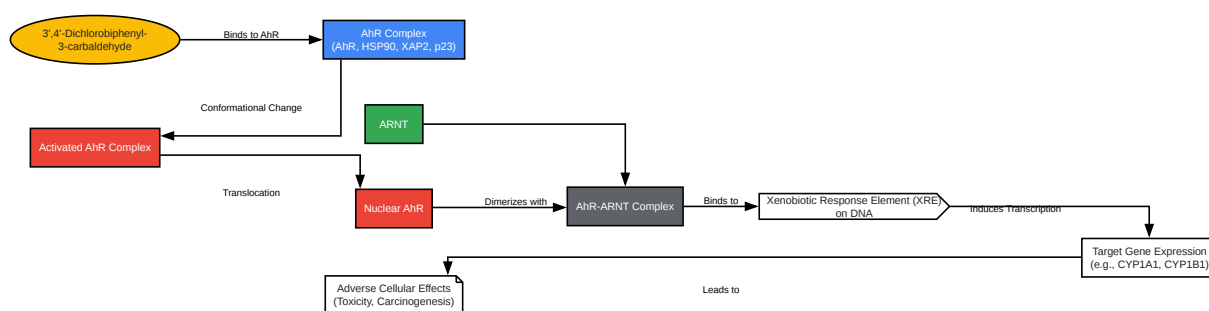 3',4'-Dichlorobiphenyl-
3-carbaldehyde
Binds to AhR
AhR Complex
(AhR, HSP90, XAP2, p23)
Conformational Change
ARNT
Activated AhR Complex
Translocation
Nuclear AhR
Dimerizes with
AhR-ARNT Complex
Binds to
Xenobiotic Response Element (XRE)
on DNA
Induces Transcription
Target Gene Expression
(e.g., CYP1A1, CYP1B1)
Adverse Cellular Effects
(Toxicity, Carcinogenesis)
Leads to